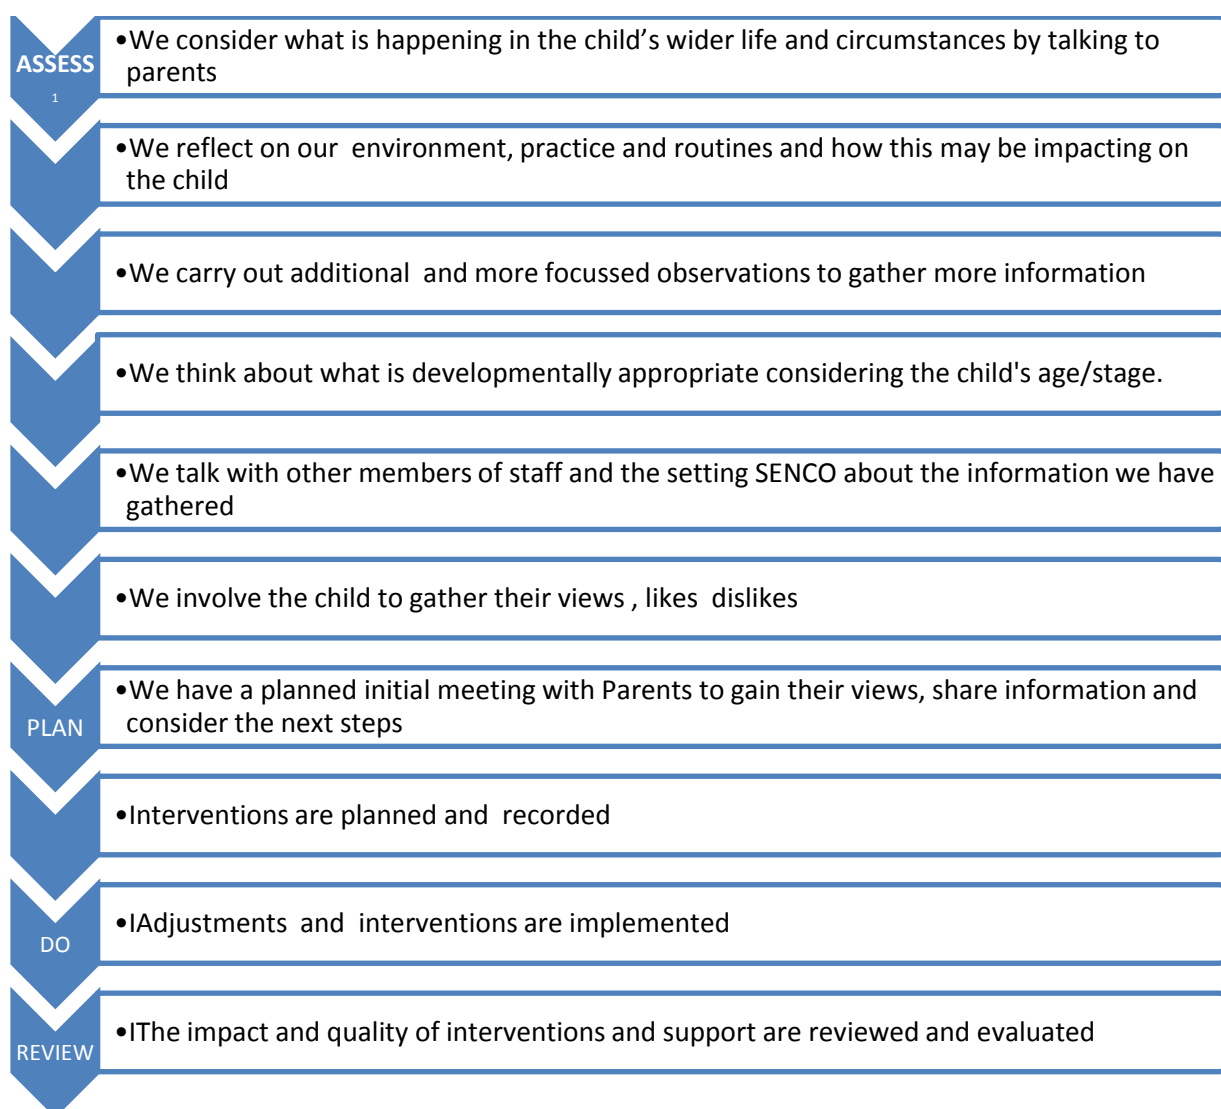 •We consider what is happening in the child’s wider life and circumstances by talking to
parents
ASSESS
1
•We reflect on our  environment, practice and routines and how this may be impacting on
the child
•We carry out additional  and more focussed observations to gather more information
•We think about what is developmentally appropriate considering the child's age/stage.
•We talk with other members of staff and the setting SENCO about the information we have
gathered
•We involve the child to gather their views , likes  dislikes
•We have a planned initial meeting with Parents to gain their views, share information and
consider the next steps
PLAN
•Interventions are planned and  recorded
•IAdjustments  and  interventions are implemented
DO
•IThe impact and quality of interventions and support are reviewed and evaluated
REVIEW